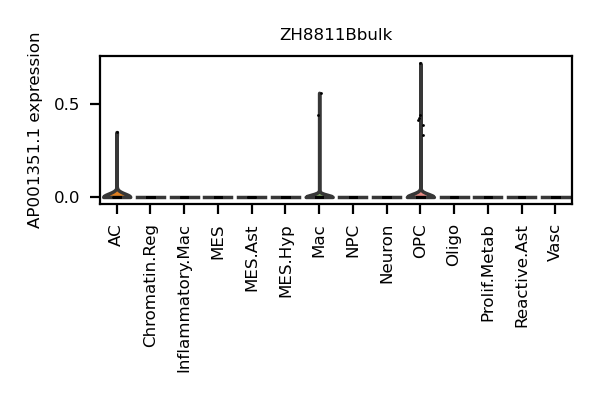 ZH8811Bbulk
AP001351.1 expression
0.5
0.0
AC
Chromatin.Reg
Inflammatory.Mac
MES
MES.Ast
MES.Hyp
Mac
NPC
Neuron
OPC
Oligo
Prolif.Metab
Reactive.Ast
Vasc